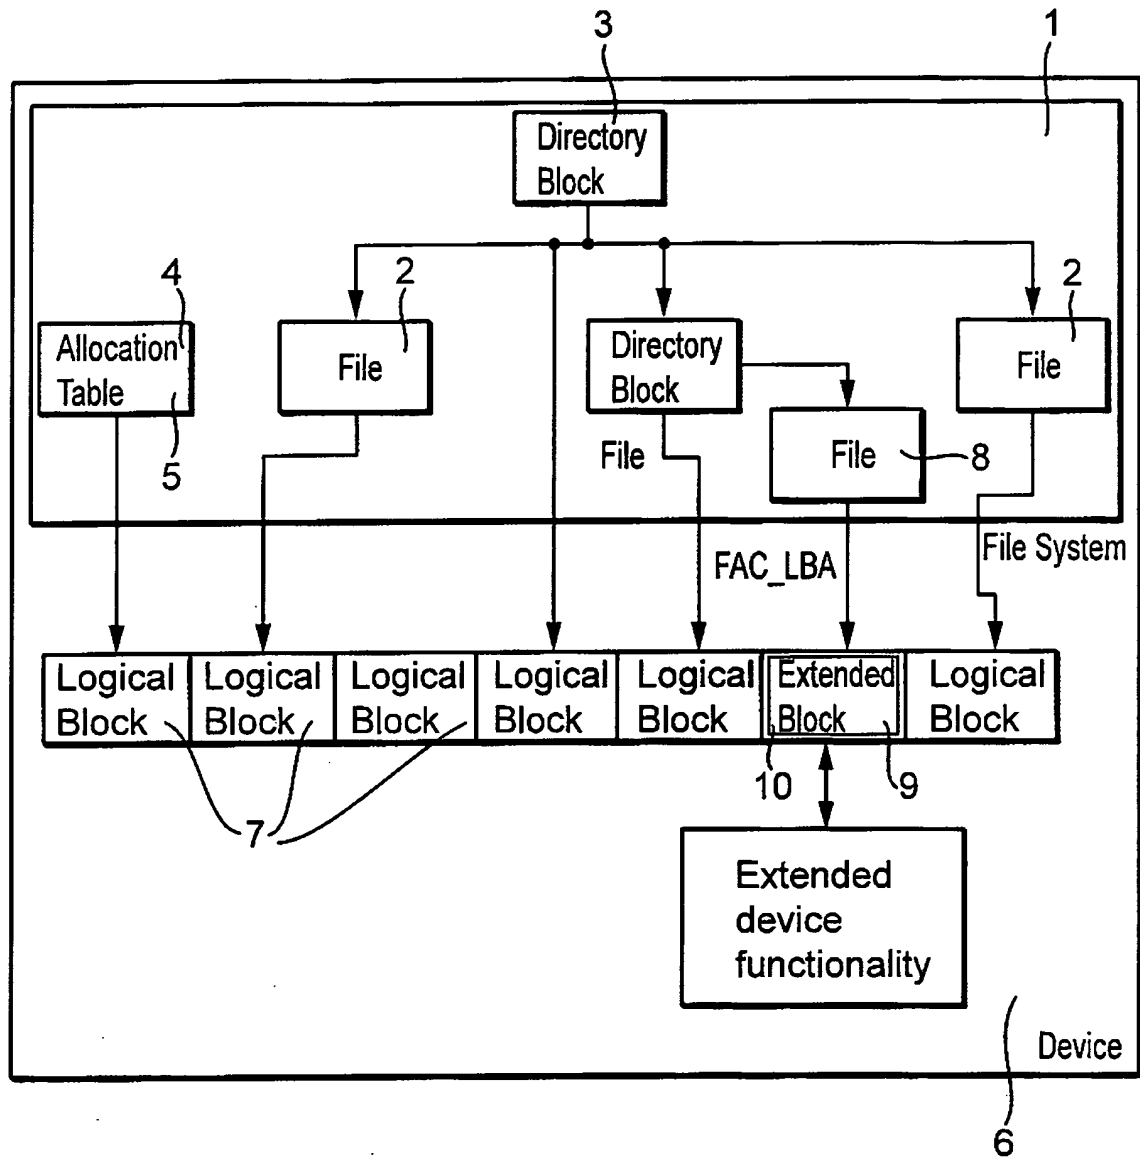 3
1
Directory
Block
4
2
2
Allocation
Table
5
File
Directory
Block
File
File
File
8
FAC_LBA
File System
Logical
Block
Logical
Block
Logical
Block
Logical
Block
Logical
Block
Extended
Block
Logical
Block
7
10
9
Extended
device
functionality
Device
6